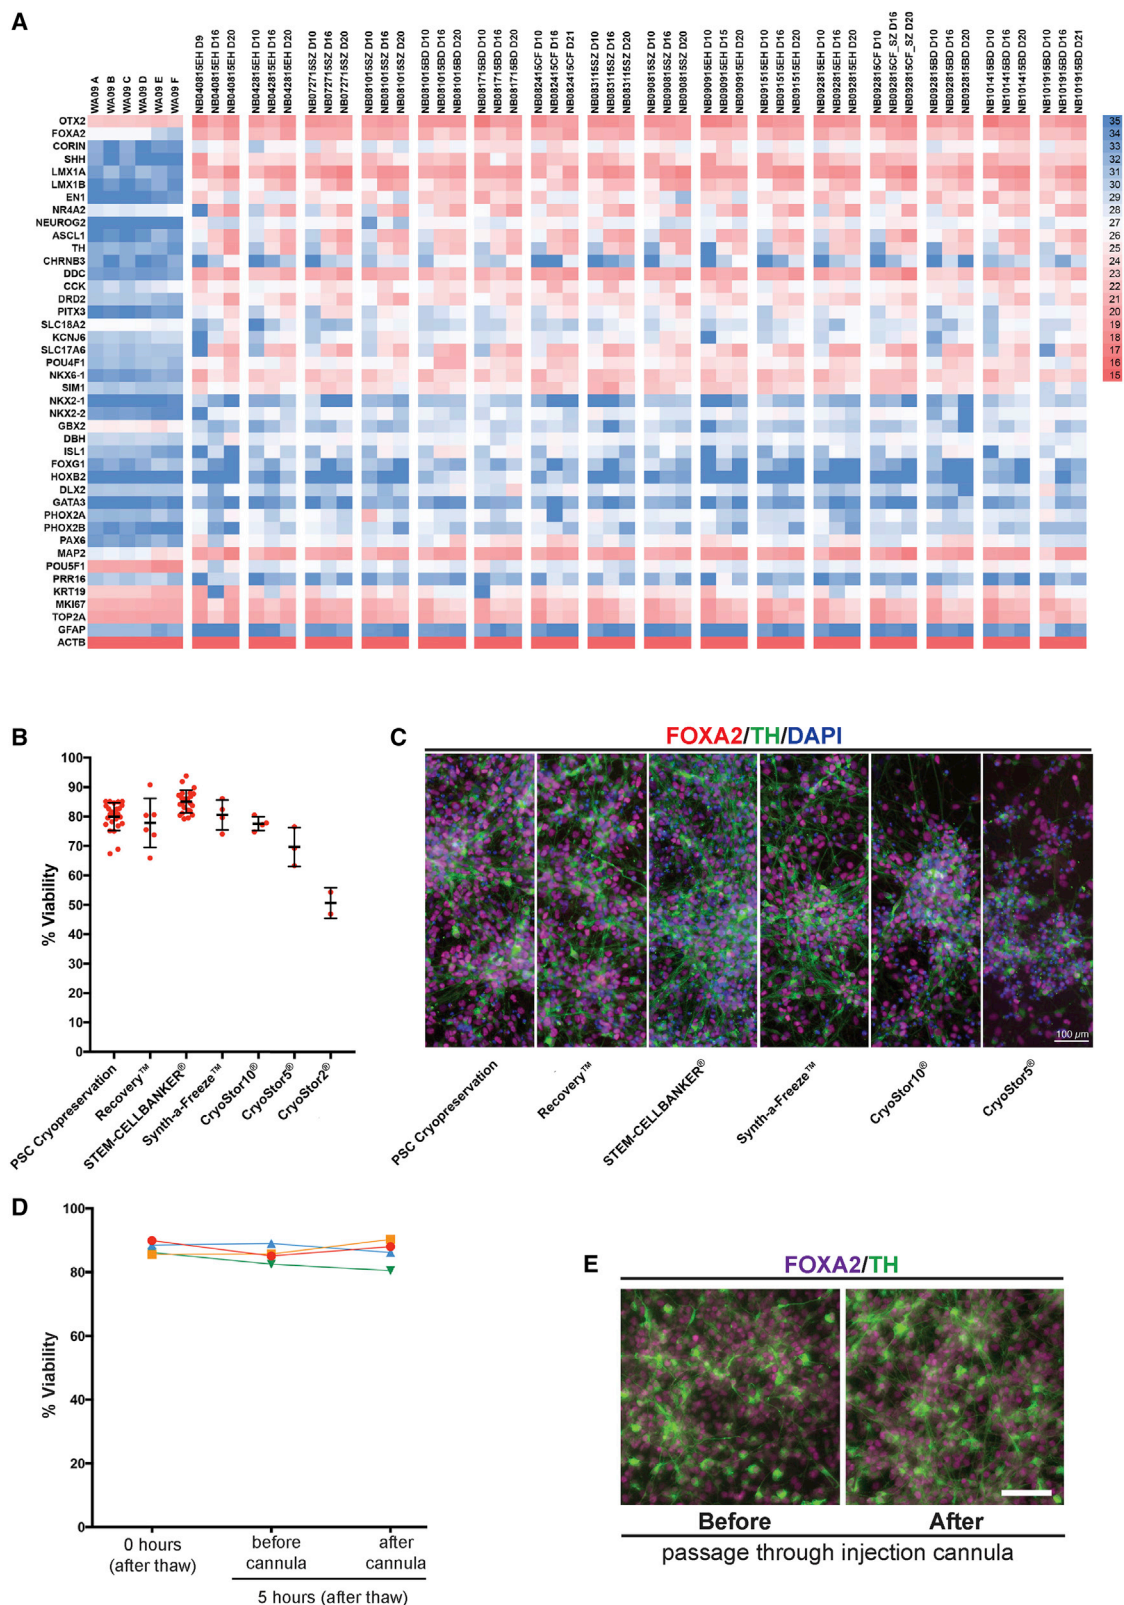 A
WA09 A
WA09 B
WA09 C
WA09 D
WA09 E
WA09 F
NB040815EH D9
NB040815EH D16
NB040815EH D20
NB042815EH D10
NB042815EH D16
NB042815EH D20
NB072715SZ D10
NB072715SZ D16
NB072715SZ D20
NB081015SZ D10
NB081015SZ D16
NB081015SZ D20
NB081015BD D10
NB081015BD D16
NB081015BD D20
NB081715BD D10
NB081715BD D16
NB081715BD D20
NB082415CF D10
NB082415CF D16
NB082415CF D21
NB083115SZ D10
NB083115SZ D16
NB083115SZ D20
NB090815SZ D10
NB090815SZ D16
NB090815SZ D20
NB090915EH D10
NB090915EH D15
NB090915EH D20
NB091515EH D10
NB091515EH D16
NB091515EH D20
NB092815EH D10
NB092815EH D16
NB092815EH D20
NB092815CF D10
NB092815CF_SZ D16
NB092815CF_SZ D20
NB092815BD D10
NB092815BD D16
NB092815BD D20
NB101415BD D10
NB101415BD D16
NB101415BD D20
NB101915BD D10
NB101915BD D16
NB101915BD D21
OTX2
FOXA2
CORIN
SHH
LMX1A
LMX1B
EN1
NR4A2
NEUROG2
ASCL1
TH
CHRNB3
DDC
CCK
DRD2
PITX3
SLC18A2
KCNJ6
SLC17A6
POU4F1
NKX6-1
SIM1
NKX2-1
NKX2-2
GBX2
DBH
ISL1
FOXG1
HOXB2
DLX2
GATA3
PHOX2A
PHOX2B
PAX6
MAP2
POU5F1
PRR16
KRT19
MKI67
TOP2A
GFAP
ACTB
35
34
33
32
31
30
29
28
27
26
25
24
23
22
21
20
19
18
17
16
15
B
% Viability
100
90
80
70
60
50
40
30
20
10
0
PSC Cryopreservation
Recovery™
STEM-CELLBANKER®
Synth-a-Freeze™
CryoStor10®
CryoStor5®
CryoStor2®
C
FOXA2/TH/DAPI
100 µm
PSC Cryopreservation
Recovery™
STEM-CELLBANKER®
Synth-a-Freeze™
CryoStor10®
CryoStor5®
D
% Viability
100
80
60
40
20
0
0 hours
(after thaw)
before
cannula
after
cannula
5 hours (after thaw)
E
FOXA2/TH
Before
After
passage through injection cannula